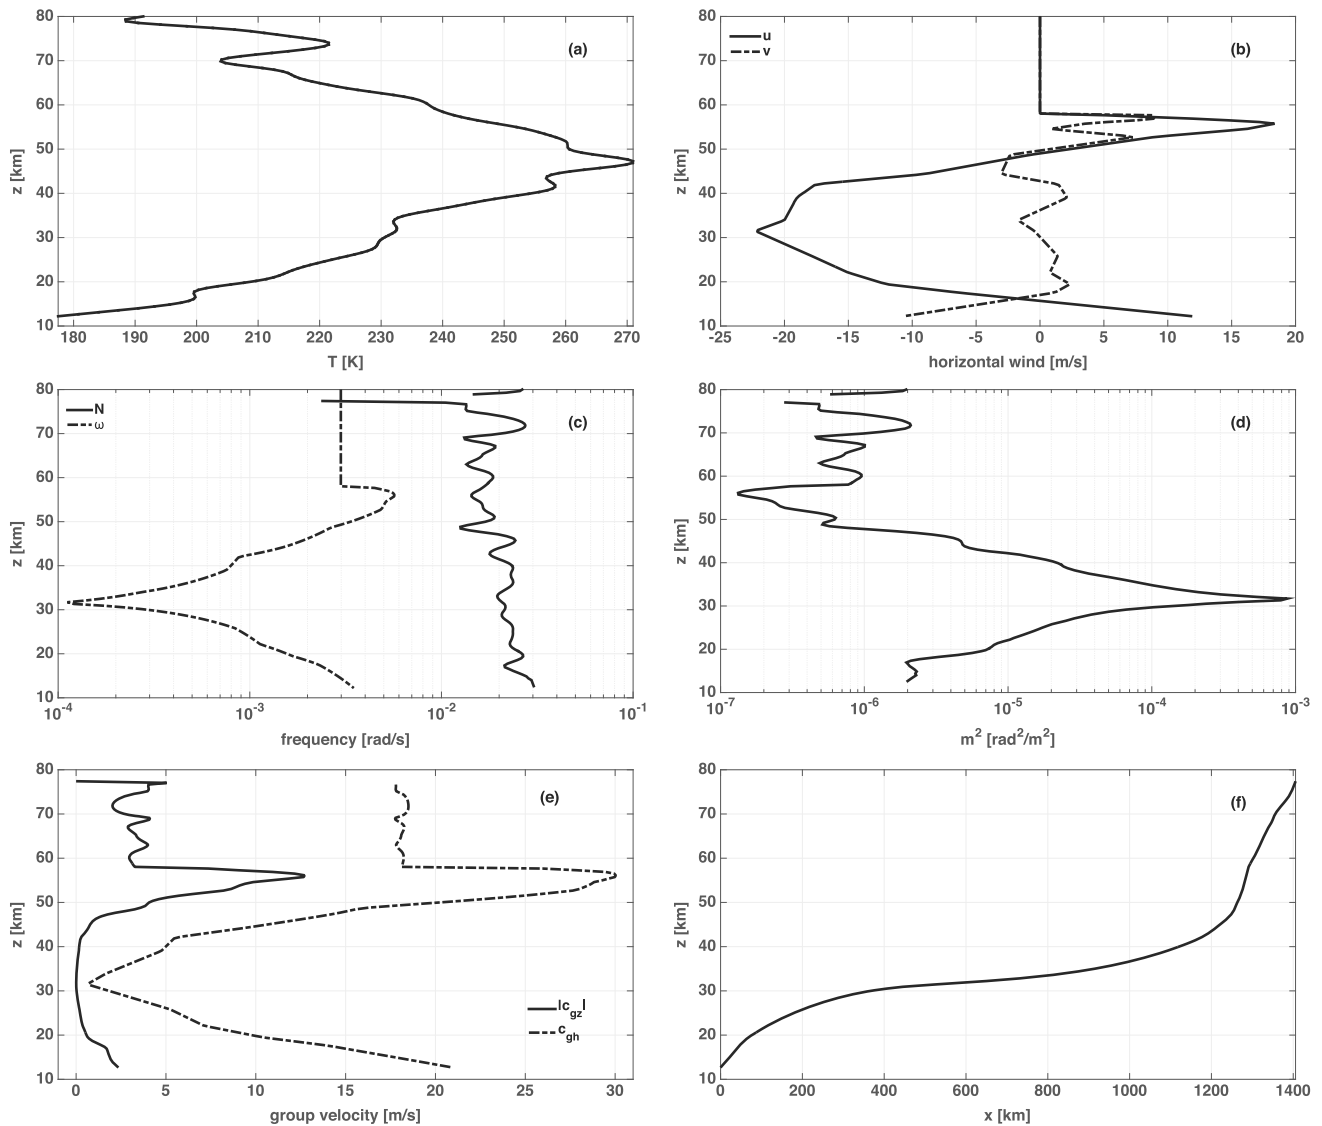 80
70
60
50
40
30
20
10
z [km]
(a)
180 190 200 210 220 230 240 250 260 270
T [K]
80
70
60
50
40
30
20
10
z [km]
u
v
(b)
-25 -20 -15 -10 -5 0 5 10 15 20
horizontal wind [m/s]
80
70
60
50
40
30
20
10
z [km]
N
ω
(c)
10^-4 10^-3 10^-2 10^-1
frequency [rad/s]
80
70
60
50
40
30
20
10
z [km]
(d)
10^-7 10^-6 10^-5 10^-4 10^-3
m^2 [rad^2/m^2]
80
70
60
50
40
30
20
10
z [km]
(e)
|c_gz|
c_gh
0 5 10 15 20 25 30
group velocity [m/s]
80
70
60
50
40
30
20
10
z [km]
(f)
0 200 400 600 800 1000 1200 1400
x [km]